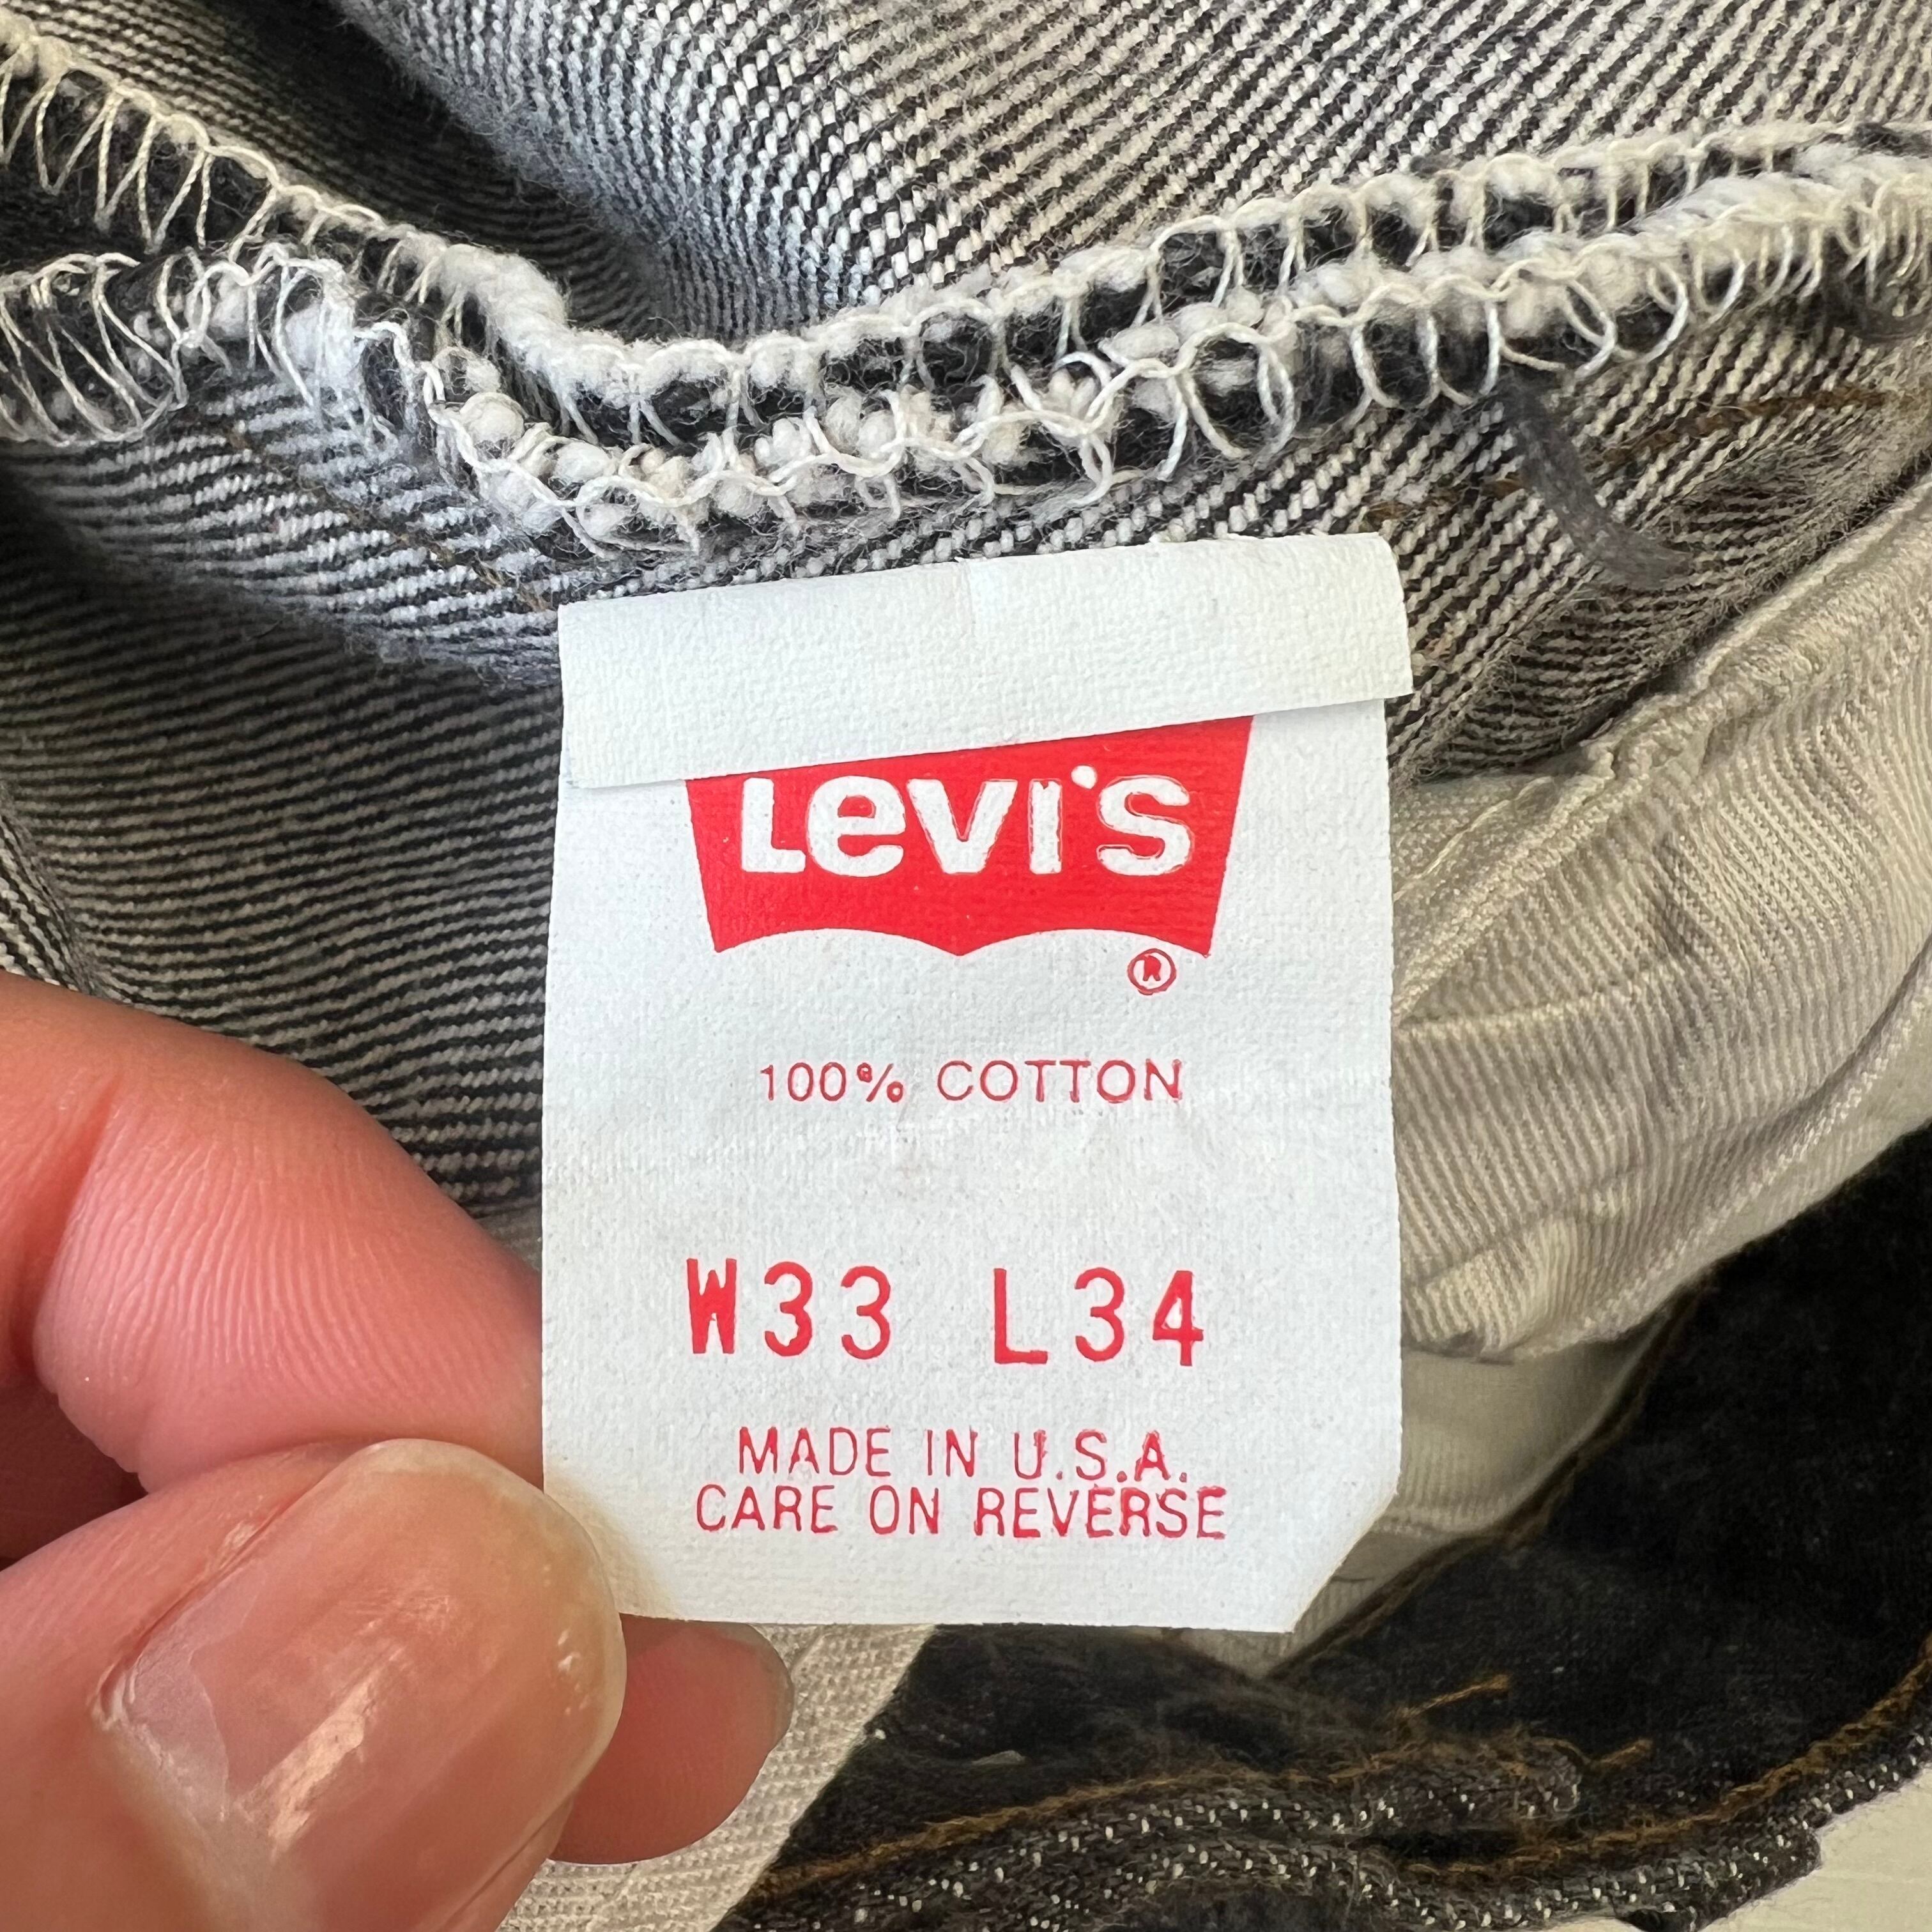 Levi's
®
100% COTTON
W33 L34
MADE IN U.S.A.
CARE ON REVERSE